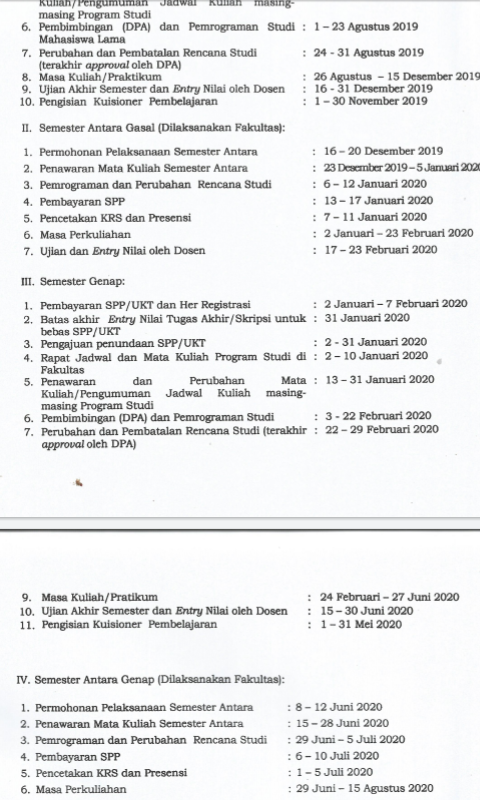 Kuliah/Pengumuman Jadwal Kuliah masing-
masing Program Studi
6. Pembimbingan (DPA) dan Pemrograman Studi : 1 – 23 Agustus 2019
Mahasiswa Lama
7. Perubahan dan Pembatalan Rencana Studi : 24 - 31 Agustus 2019
(terakhir approval oleh DPA)
8. Masa Kuliah/Praktikum : 26 Agustus – 15 Desember 2019
9. Ujian Akhir Semester dan Entry Nilai oleh Dosen : 16 - 31 Desember 2019
10. Pengisian Kuisioner Pembelajaran : 1 – 30 November 2019
II. Semester Antara Gasal (Dilaksanakan Fakultas):
1. Permohonan Pelaksanaan Semester Antara : 16 – 20 Desember 2019
2. Penawaran Mata Kuliah Semester Antara : 23 Desember 2019 – 5 Januari 2020
3. Pemrograman dan Perubahan Rencana Studi : 6 – 12 Januari 2020
4. Pembayaran SPP : 13 – 17 Januari 2020
5. Pencetakan KRS dan Presensi : 7 – 11 Januari 2020
6. Masa Perkuliahan : 2 Januari – 23 Februari 2020
7. Ujian dan Entry Nilai oleh Dosen : 17 – 23 Februari 2020
III. Semester Genap:
1. Pembayaran SPP/UKT dan Her Registrasi : 2 Januari – 7 Februari 2020
2. Batas akhir Entry Nilai Tugas Akhir/Skripsi untuk : 31 Januari 2020
bebas SPP/UKT
3. Pengajuan penundaan SPP/UKT : 2 - 31 Januari 2020
4. Rapat Jadwal dan Mata Kuliah Program Studi di : 2 – 10 Januari 2020
Fakultas
5. Penawaran dan Perubahan Mata : 13 – 31 Januari 2020
Kuliah/Pengumuman Jadwal Kuliah masing-
masing Program Studi
6. Pembimbingan (DPA) dan Pemrograman Studi : 3 - 22 Februari 2020
7. Perubahan dan Pembatalan Rencana Studi (terakhir : 22 – 29 Februari 2020
approval oleh DPA)
9. Masa Kuliah/Pratikum : 24 Februari – 27 Juni 2020
10. Ujian Akhir Semester dan Entry Nilai oleh Dosen : 15 – 30 Juni 2020
11. Pengisian Kuisioner Pembelajaran : 1 – 31 Mei 2020
IV. Semester Antara Genap (Dilaksanakan Fakultas):
1. Permohonan Pelaksanaan Semester Antara : 8 – 12 Juni 2020
2. Penawaran Mata Kuliah Semester Antara : 15 – 28 Juni 2020
3. Pemrograman dan Perubahan Rencana Studi : 29 Juni – 5 Juli 2020
4. Pembayaran SPP : 6 – 10 Juli 2020
5. Pencetakan KRS dan Presensi : 1 – 5 Juli 2020
6. Masa Perkuliahan : 29 Juni – 15 Agustus 2020